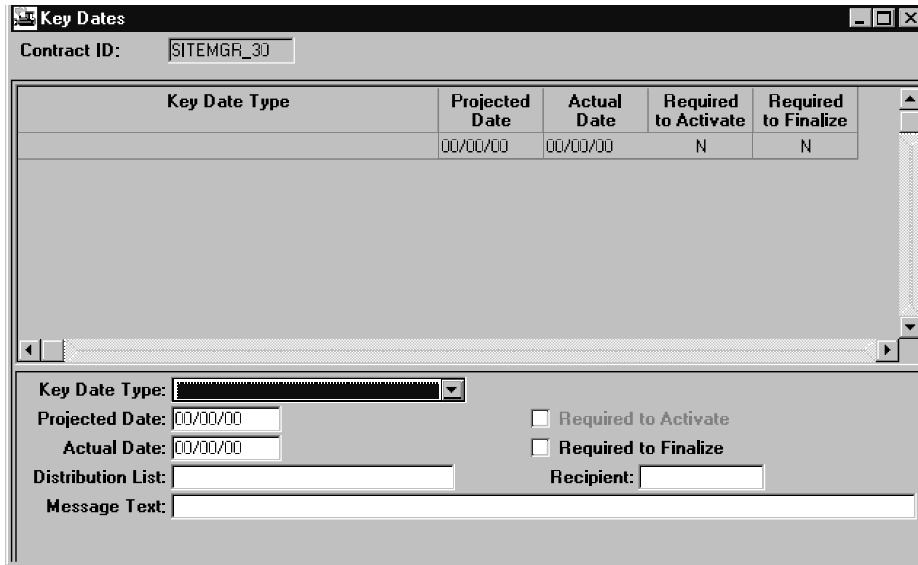 Key Dates
Contract ID: SITEMGR_30
Key Date Type Projected Date Actual Date Required to Activate Required to Finalize
00/00/00 00/00/00 N N
Key Date Type:
Projected Date: 00/00/00 Required to Activate
Actual Date: 00/00/00 Required to Finalize
Distribution List: Recipient:
Message Text: